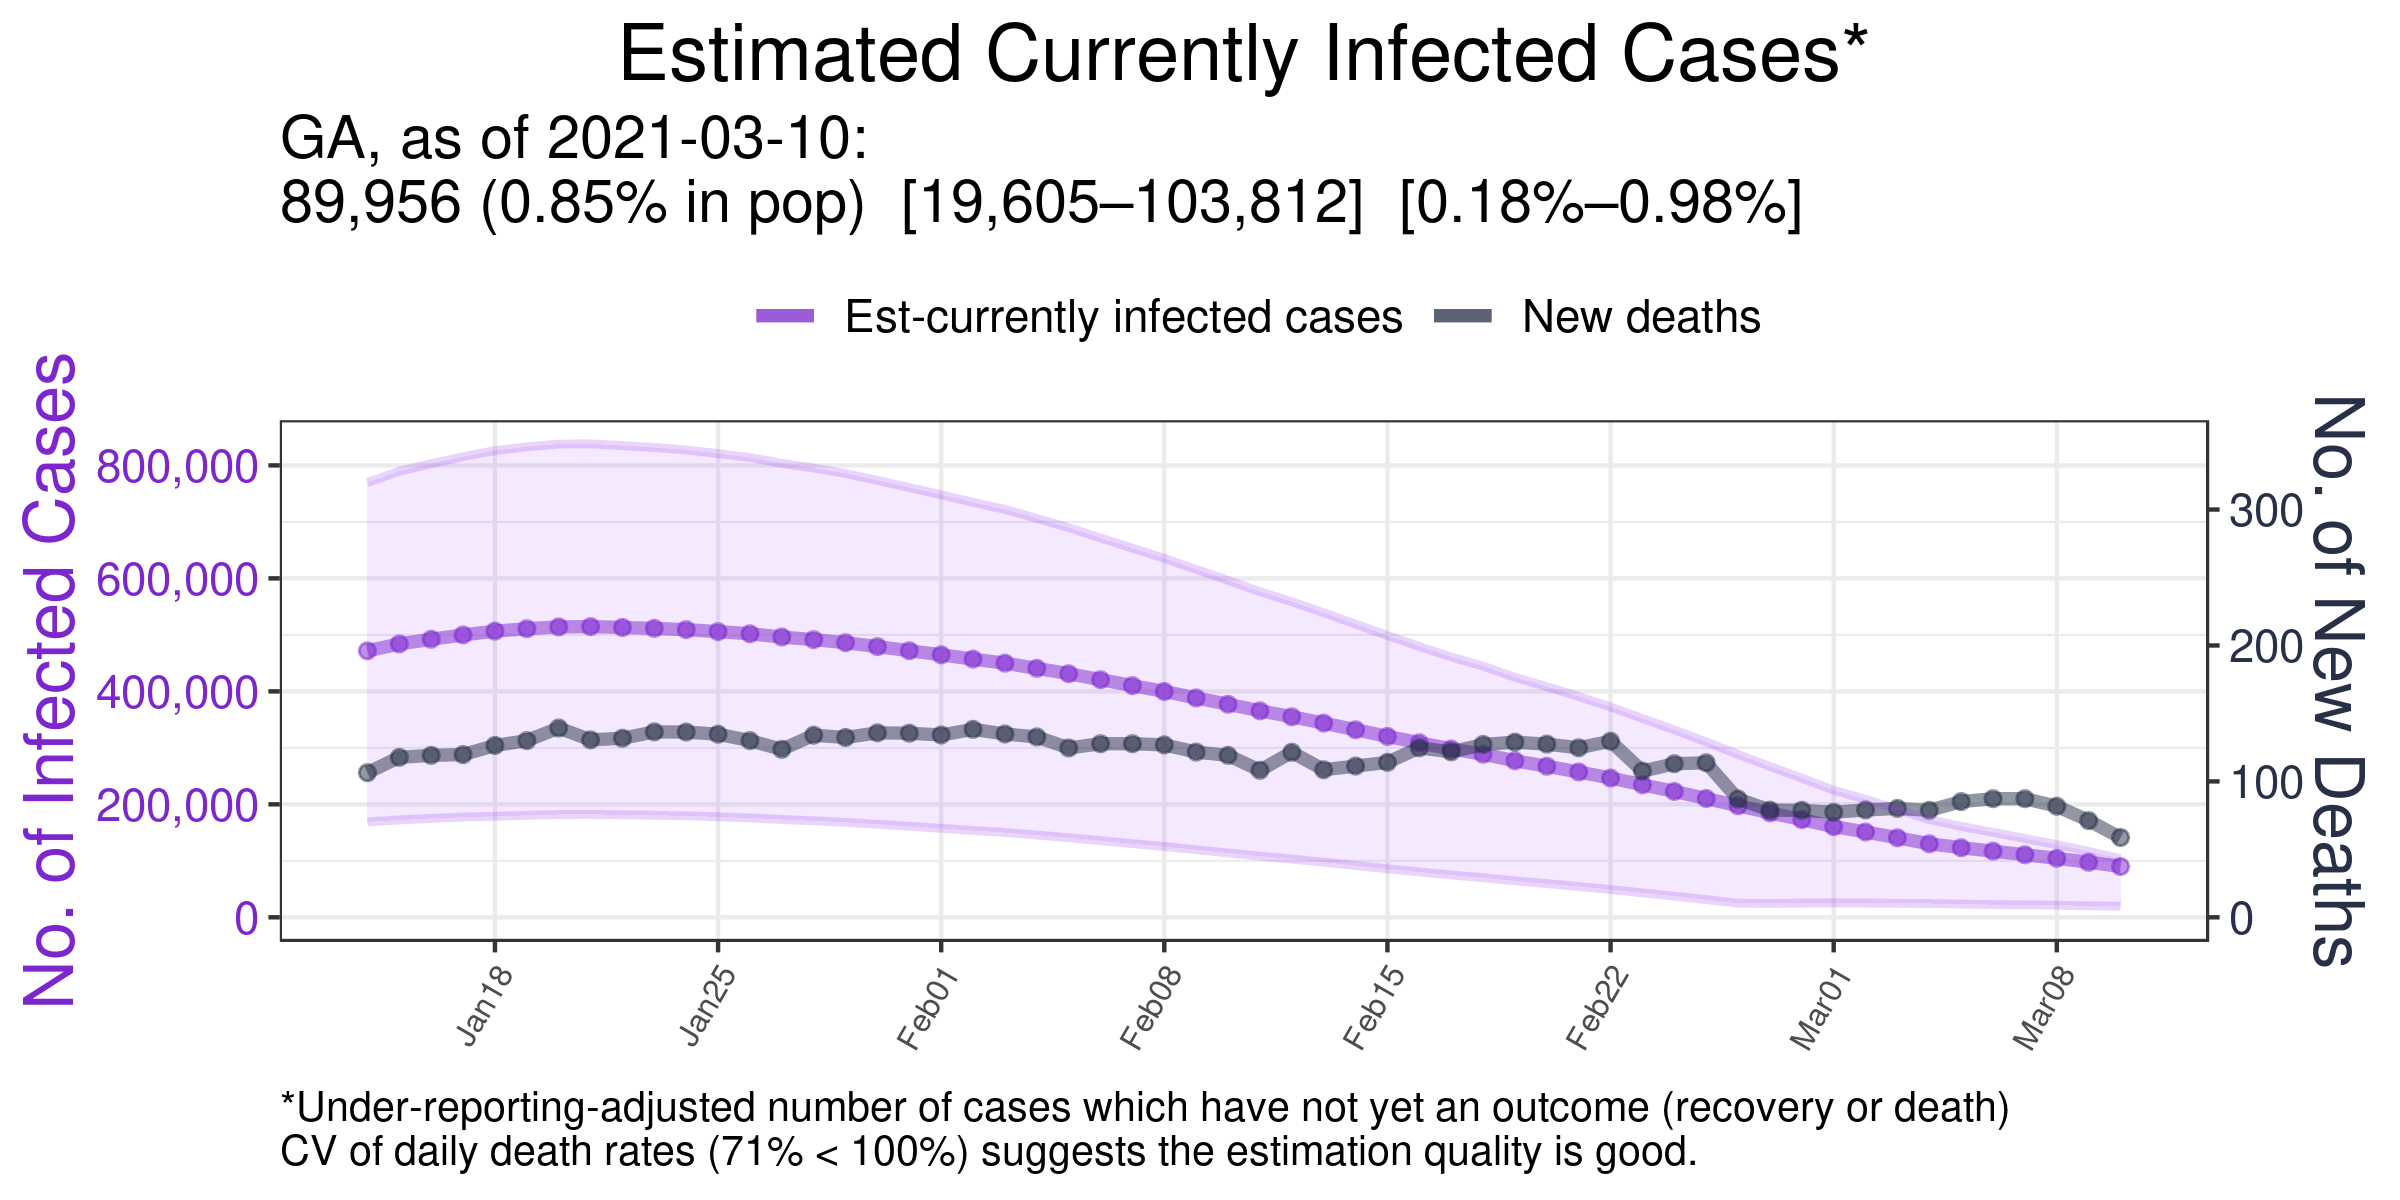 Estimated Currently Infected Cases*
GA, as of 2021-03-10:
89,956 (0.85% in pop)  [19,605–103,812]  [0.18%–0.98%]
Est-currently infected cases
New deaths
No. of Infected Cases
800,000
600,000
400,000
200,000
0
300
200
100
0
No. of New Deaths
Jan18
Jan25
Feb01
Feb08
Feb15
Feb22
Mar01
Mar08
*Under-reporting-adjusted number of cases which have not yet an outcome (recovery or death)
CV of daily death rates (71% < 100%) suggests the estimation quality is good.